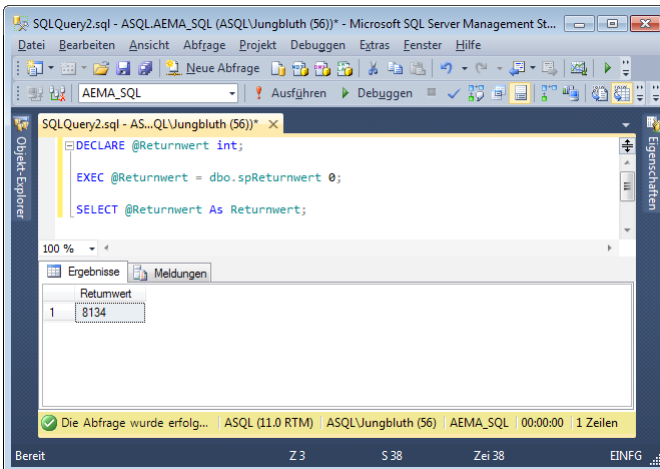 SQLQuery2.sql - ASQL.AEMA_SQL (ASQL\Jungbluth (56))* - Microsoft SQL Server Management St...
Datei Bearbeiten Ansicht Abfrage Projekt Debuggen Extras Fenster Hilfe
Neue Abfrage
AEMA_SQL Ausführen Debuggen
SQLQuery2.sql - AS...QL\Jungbluth (56))*
Objekt-Explorer
Eigenschaften
DECLARE @Returnwert int;
EXEC @Returnwert = dbo.spReturnwert 0;
SELECT @Returnwert As Returnwert;
100 %
Ergebnisse Meldungen
Returnwert
1 8134
Die Abfrage wurde erfolg... ASQL (11.0 RTM) ASQL\Jungbluth (56) AEMA_SQL 00:00:00 1 Zeilen
Bereit Z 3 S 38 Zei 38 EINFG